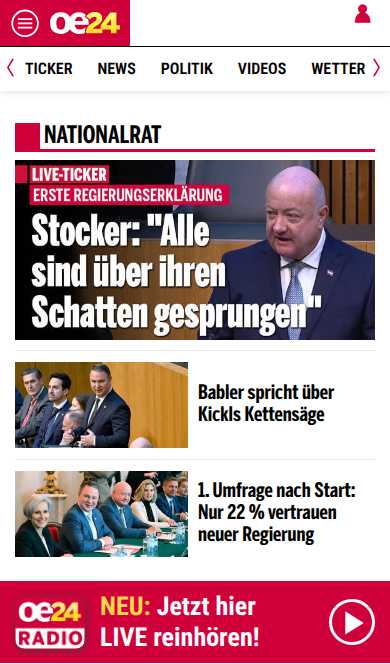 oe24
TICKER NEWS POLITIK VIDEOS WETTER
NATIONALRAT
LIVE-TICKER
ERSTE REGIERUNGSERKLÄRUNG
Stocker: "Alle
sind über ihren
Schatten gesprungen"
Babler spricht über
Kickls Kettensäge
1. Umfrage nach Start:
Nur 22 % vertrauen
neuer Regierung
oe24
RADIO
NEU: Jetzt hier
LIVE reinhören!